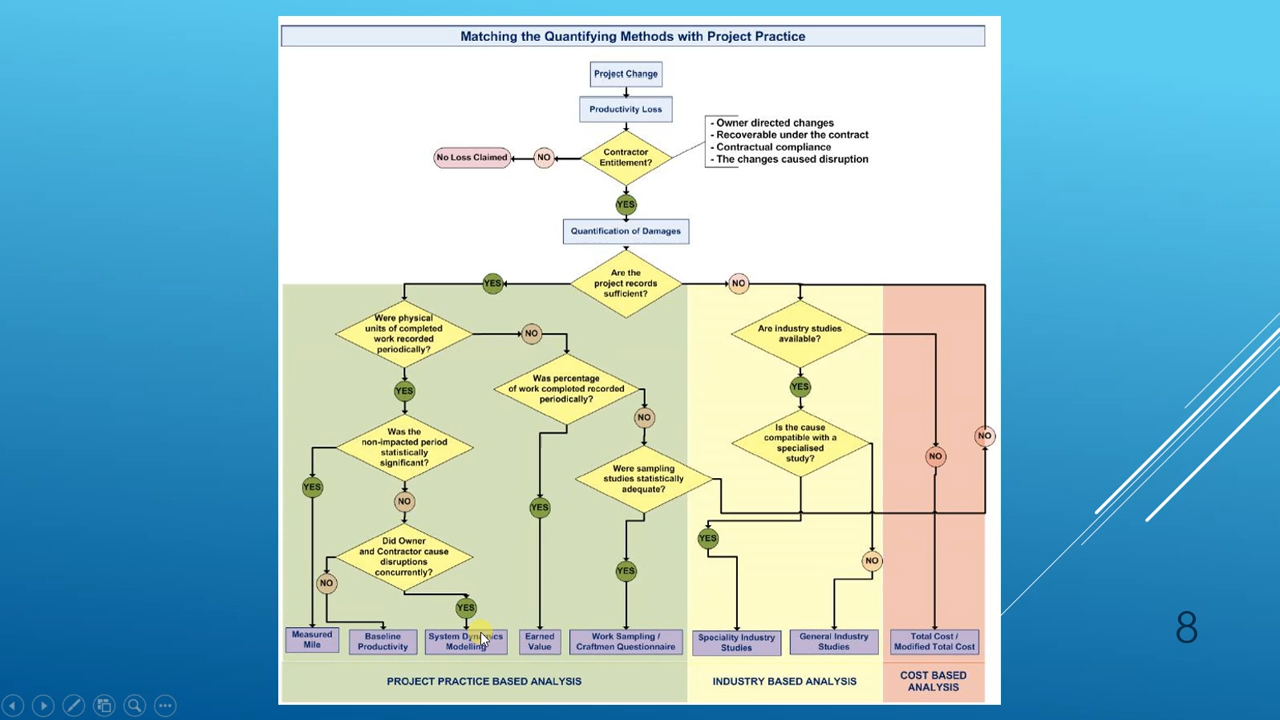 Matching the Quantifying Methods with Project Practice
Project Change
Productivity Loss
- Owner directed changes
- Recoverable under the contract
- Contractual compliance
- The changes caused disruption
Contractor
Entitlement?
NO
No Loss Claimed
YES
Quantification of Damages
Are the
project records
sufficient?
YES
NO
Were physical
units of completed
work recorded
periodically?
NO
Are industry studies
available?
Was percentage
of work completed recorded
periodically?
YES
YES
NO
Was the
non-impacted period
statistically
significant?
Is the cause
compatible with a
specialised
study?
NO
NO
Were sampling
studies statistically
adequate?
YES
NO
YES
YES
Did Owner
and Contractor cause
disruptions
concurrently?
NO
YES
NO
YES
Measured
Mile
Baseline
Productivity
System Dynamics
Modelling
Earned
Value
Work Sampling /
Craftmen Questionnaire
Speciality Industry
Studies
General Industry
Studies
Total Cost /
Modified Total Cost
PROJECT PRACTICE BASED ANALYSIS
INDUSTRY BASED ANALYSIS
COST BASED
ANALYSIS
8